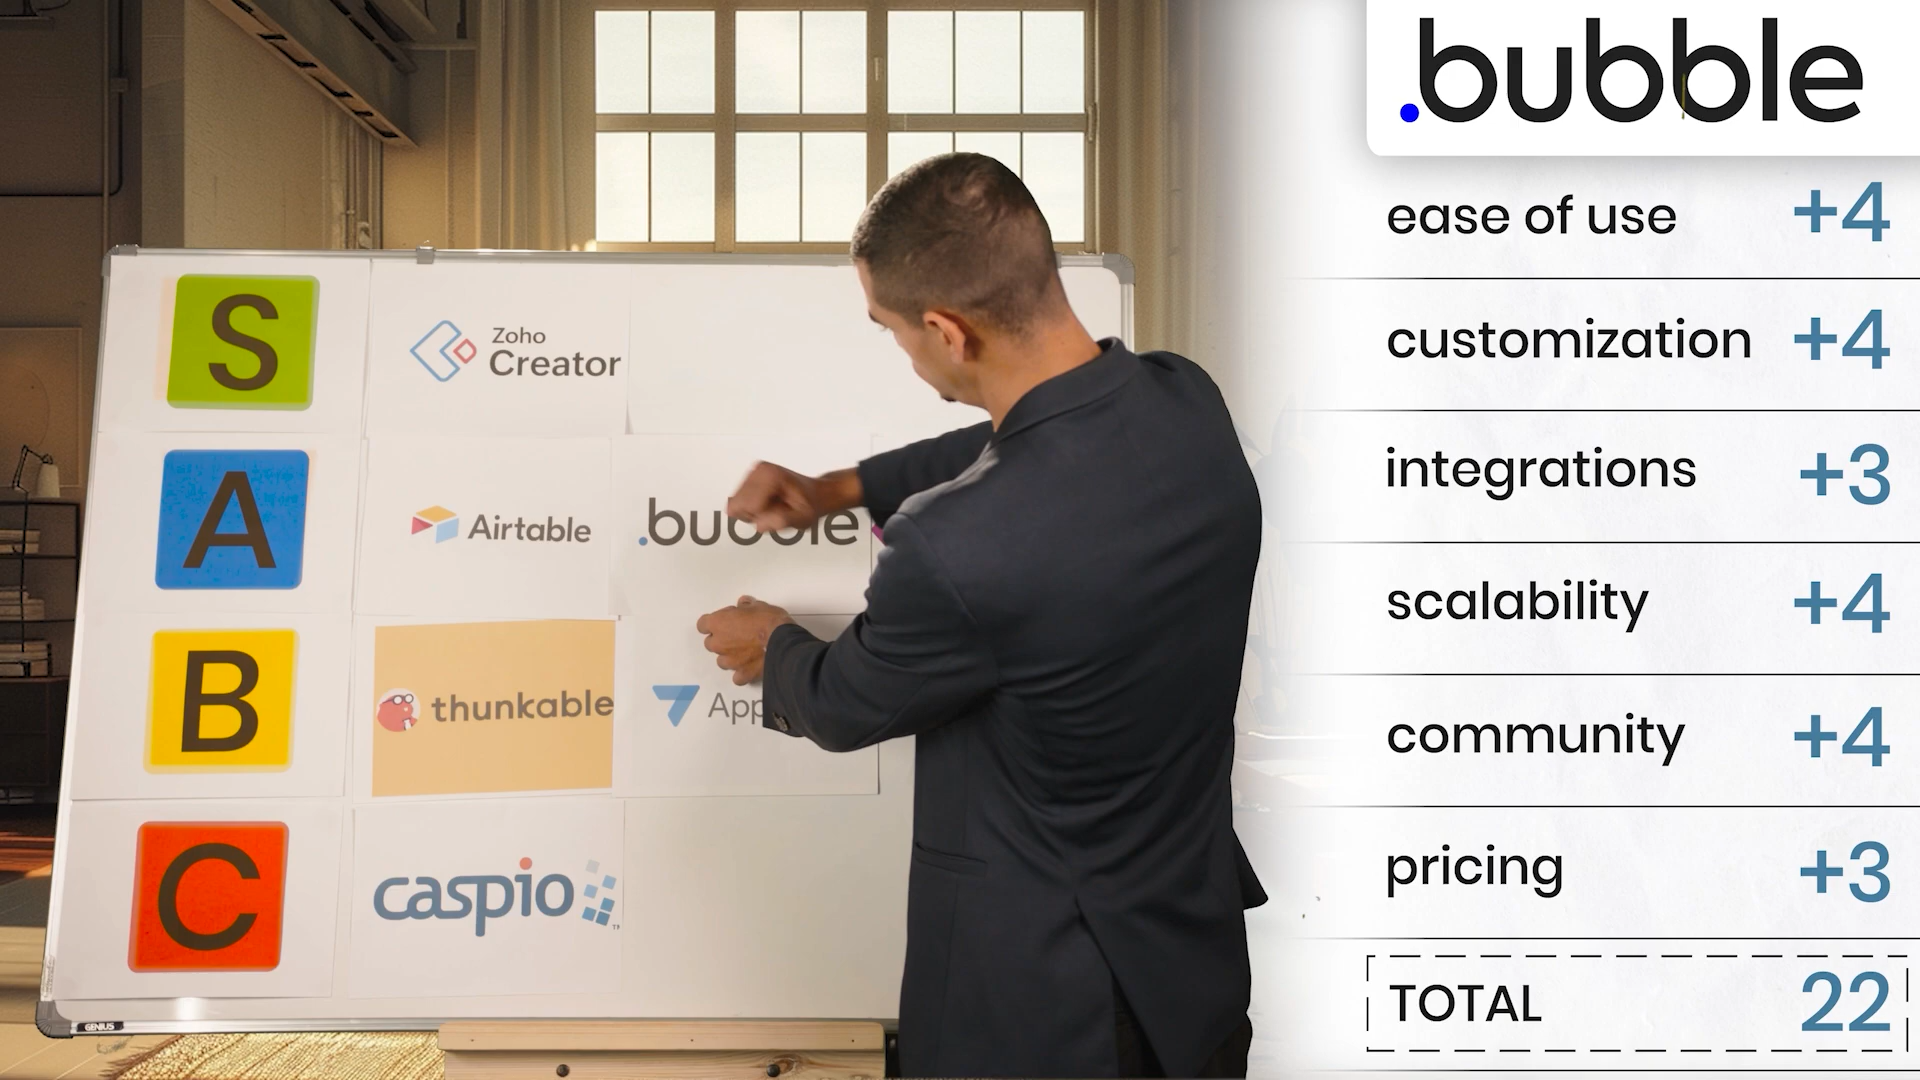 S
Zoho
Creator
A
Airtable
.bubble
B
thunkable
App
C
caspio
GENIUS
.bubble
ease of use +4
customization +4
integrations +3
scalability +4
community +4
pricing +3
TOTAL 22